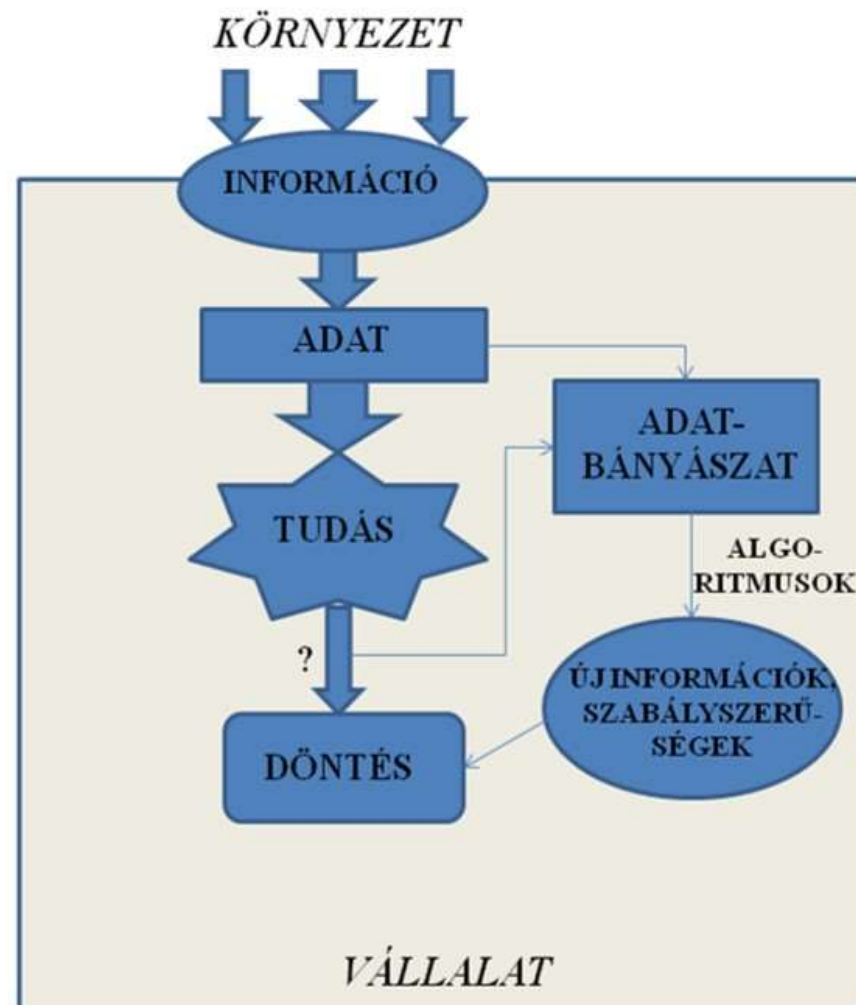 KÖRNYEZET
INFORMÁCIÓ
ADAT
ADAT-
BÁNYÁSZAT
TUDÁS
ALGO-
RITMUSOK
?
ÚJ INFORMÁCIÓK,
SZABÁLYSZERŰ-
SÉGEK
DÖNTÉS
VÁLLALAT